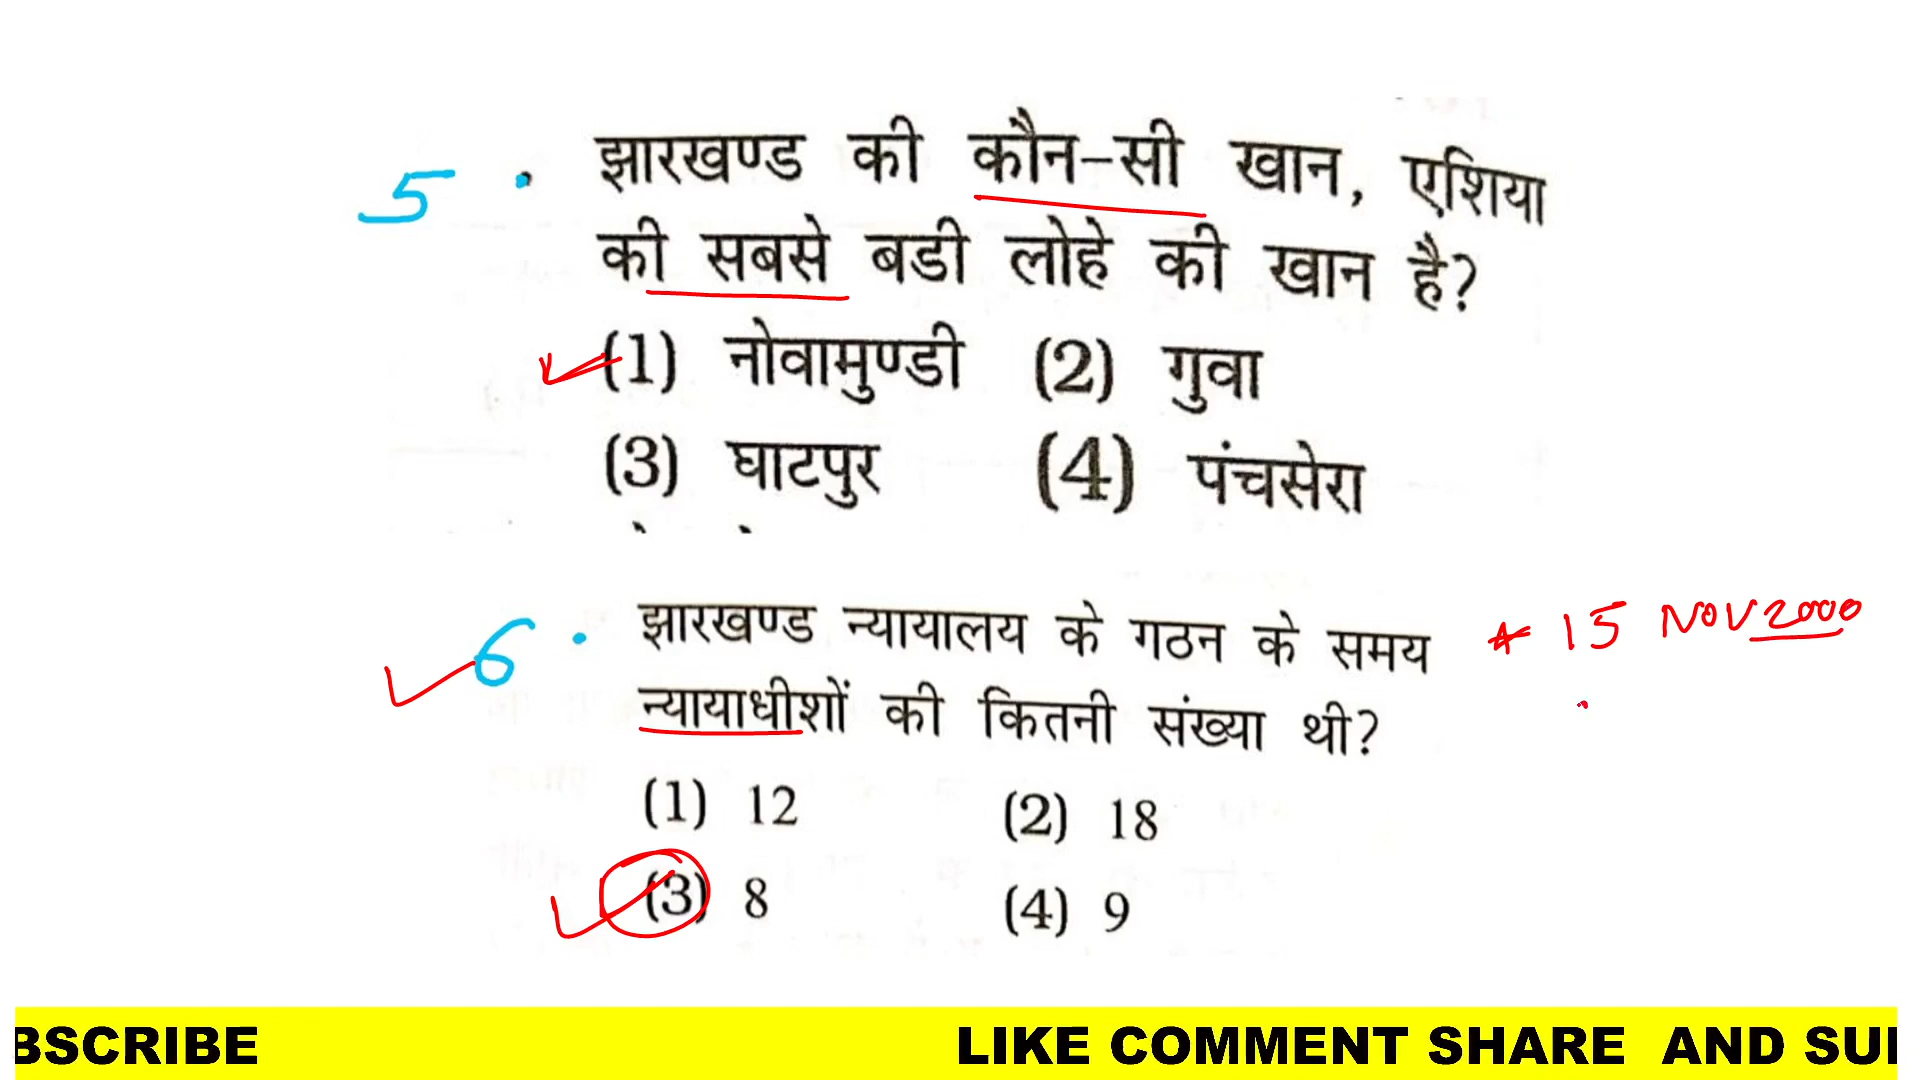 5 . झारखण्ड की कौन-सी खान, एशिया
की सबसे बडी लोहे की खान है?
(1) नोवामुण्डी (2) गुवा
(3) घाटपुर (4) पंचसेरा
6 . झारखण्ड न्यायालय के गठन के समय * 15 NOV 2000
न्यायाधीशों की कितनी संख्या थी?
(1) 12 (2) 18
(3) 8 (4) 9
BSCRIBE LIKE COMMENT SHARE AND SUI